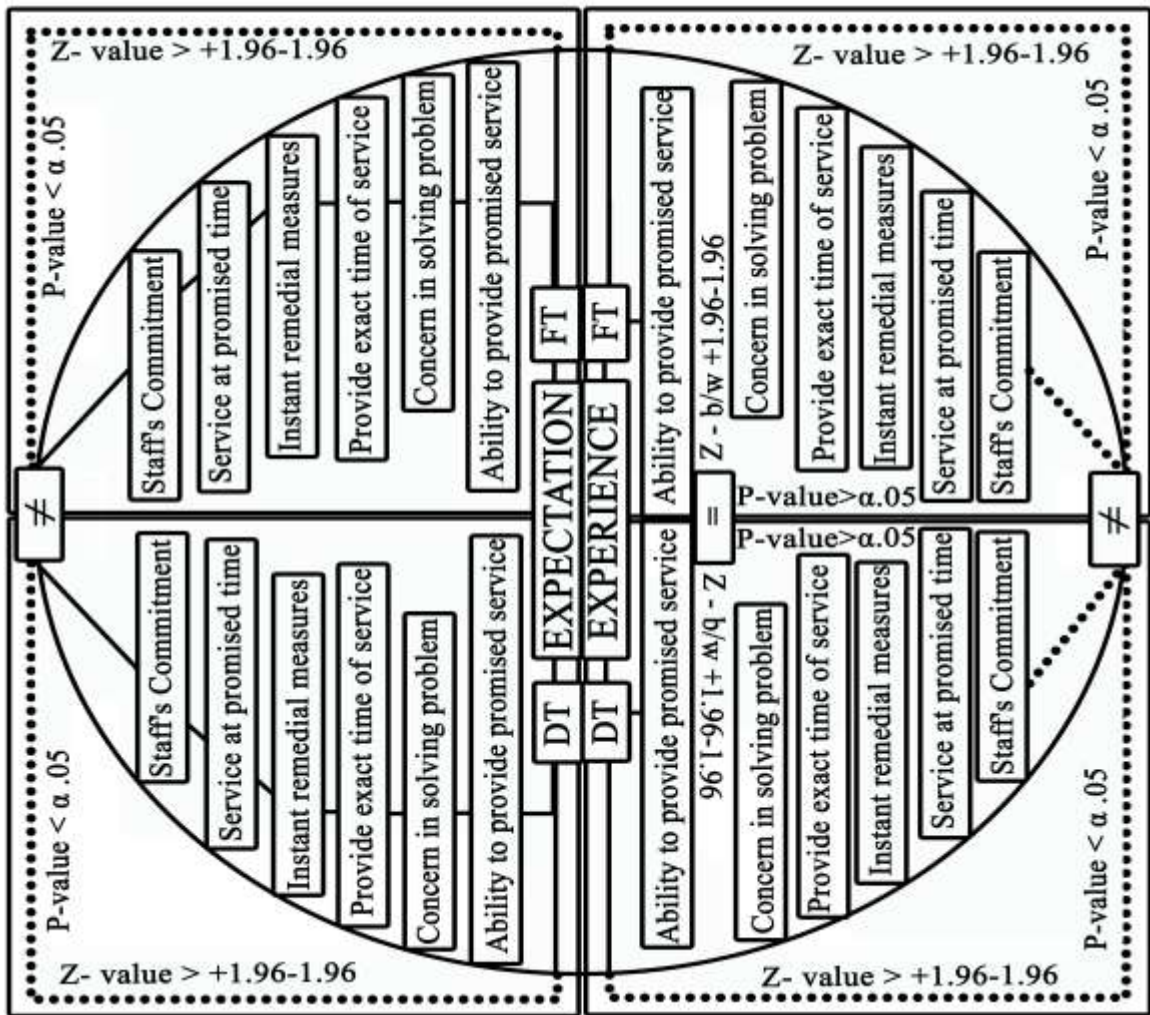 Z- value > +1.96-1.96
P-value < α .05
Staff's Commitment
Service at promised time
Instant remedial measures
Provide exact time of service
Concern in solving problem
Ability to provide promised service
FT
≠
P-value < α .05
Z- value > +1.96-1.96
Staff's Commitment
Service at promised time
Instant remedial measures
Provide exact time of service
Concern in solving problem
Ability to provide promised service
DT
EXPECTATION
EXPERIENCE
FT
Z- value > +1.96-1.96
P-value < α .05
Ability to provide promised service
Z - b/w +1.96-1.96
Concern in solving problem
P-value>α.05
Provide exact time of service
Instant remedial measures
Service at promised time
Staff's Commitment
=
≠
DT
Ability to provide promised service
Z - b/w +1.96-1.96
P-value>α.05
Concern in solving problem
Provide exact time of service
Instant remedial measures
Service at promised time
Staff's Commitment
P-value < α .05
Z- value > +1.96-1.96